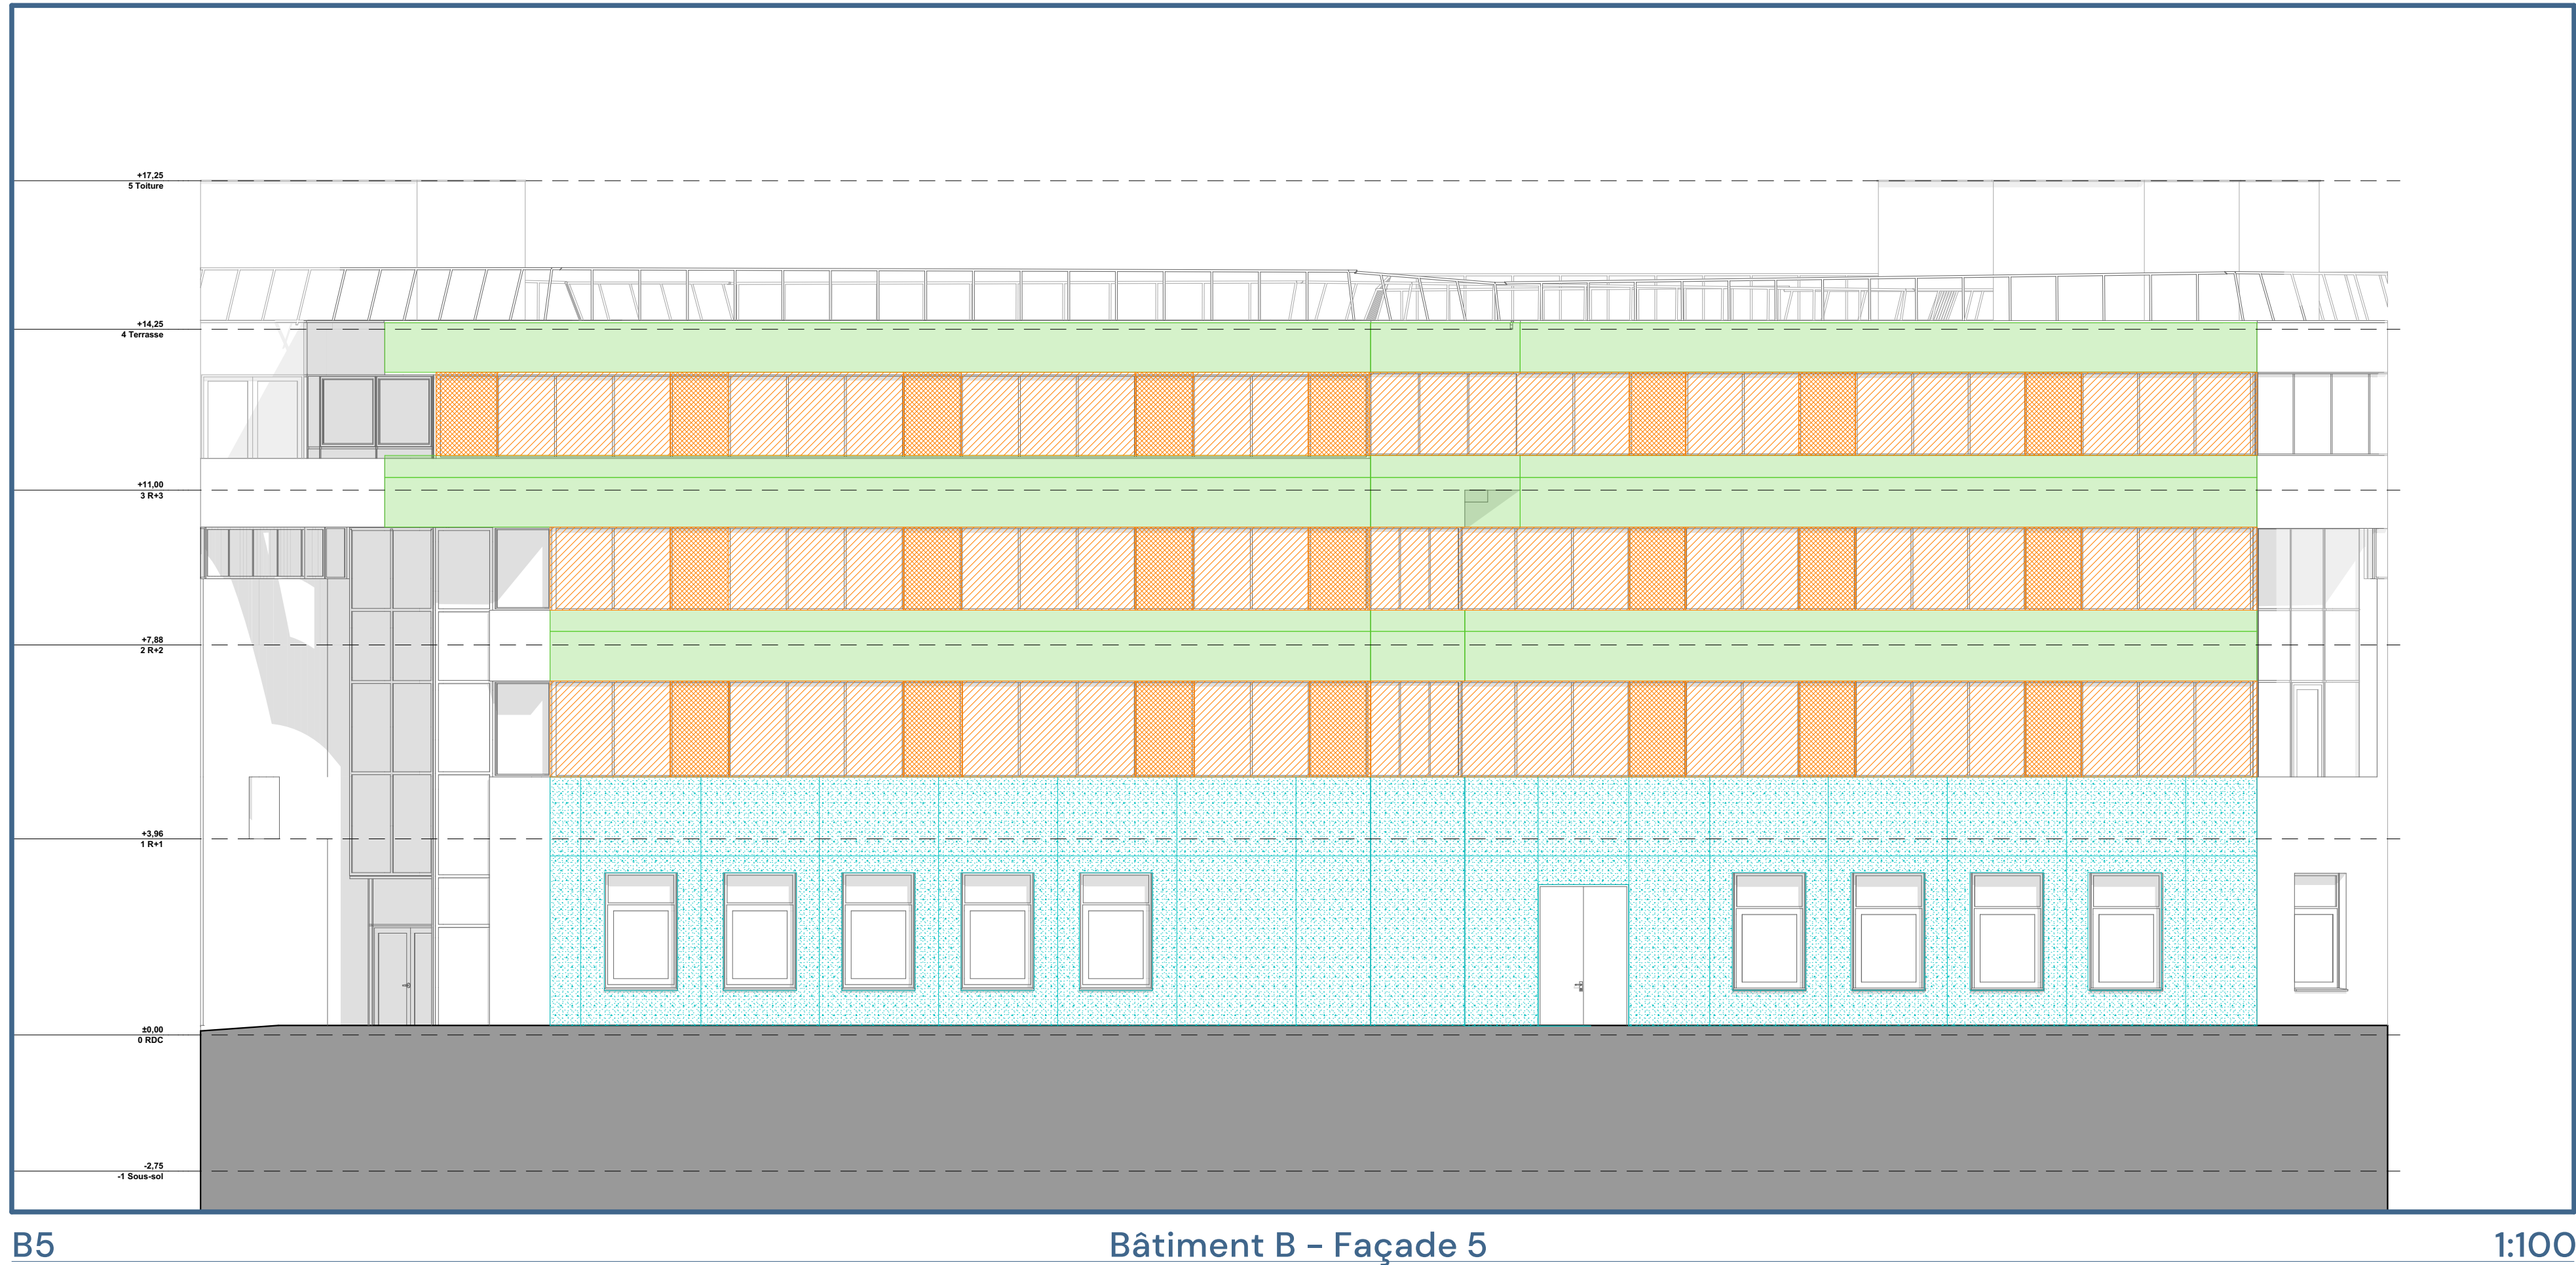 +17,25
5 Toiture
+14,25
4 Terrasse
+11,00
3 R+3
+7,88
2 R+2
+3,96
1 R+1
±0,00
0 RDC
-2,75
-1 Sous-sol
B5 Bâtiment B - Façade 5 1:100